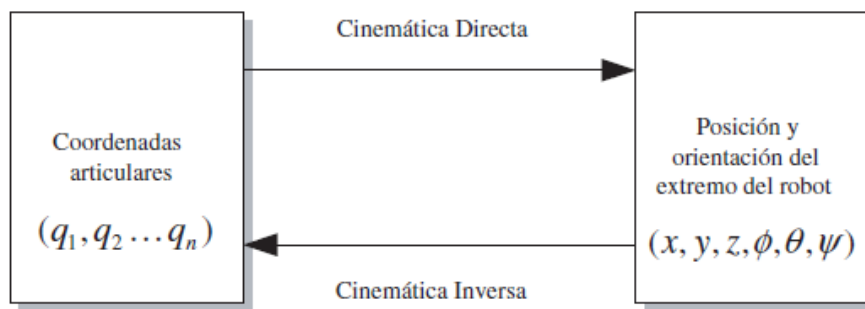 Cinemática Directa
Coordenadas
articulares
(q₁, q₂ … qₙ)
Posición y
orientación del
extremo del robot
(x, y, z, ϕ, θ, ψ)
Cinemática Inversa